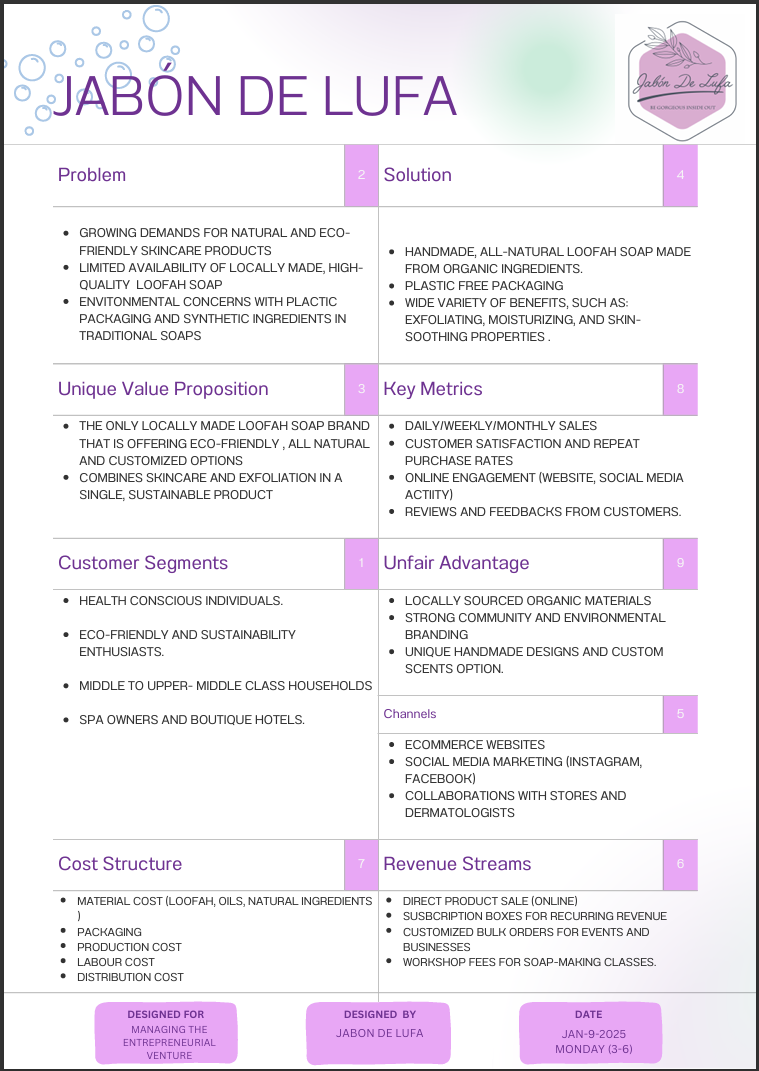 JABÓN DE LUFA
Jabón De Lufa
BE GORGEOUS INSIDE OUT
Problem
2
GROWING DEMANDS FOR NATURAL AND ECO-
FRIENDLY SKINCARE PRODUCTS
LIMITED AVAILABILITY OF LOCALLY MADE, HIGH-
QUALITY LOOFAH SOAP
ENVITONMENTAL CONCERNS WITH PLACTIC
PACKAGING AND SYNTHETIC INGREDIENTS IN
TRADITIONAL SOAPS
Solution
4
HANDMADE, ALL-NATURAL LOOFAH SOAP MADE
FROM ORGANIC INGREDIENTS.
PLASTIC FREE PACKAGING
WIDE VARIETY OF BENEFITS, SUCH AS:
EXFOLIATING, MOISTURIZING, AND SKIN-
SOOTHING PROPERTIES .
Unique Value Proposition
3
THE ONLY LOCALLY MADE LOOFAH SOAP BRAND
THAT IS OFFERING ECO-FRIENDLY , ALL NATURAL
AND CUSTOMIZED OPTIONS
COMBINES SKINCARE AND EXFOLIATION IN A
SINGLE, SUSTAINABLE PRODUCT
Key Metrics
8
DAILY/WEEKLY/MONTHLY SALES
CUSTOMER SATISFACTION AND REPEAT
PURCHASE RATES
ONLINE ENGAGEMENT (WEBSITE, SOCIAL MEDIA
ACTIITY)
REVIEWS AND FEEDBACKS FROM CUSTOMERS.
Customer Segments
1
HEALTH CONSCIOUS INDIVIDUALS.
ECO-FRIENDLY AND SUSTAINABILITY
ENTHUSIASTS.
MIDDLE TO UPPER- MIDDLE CLASS HOUSEHOLDS
SPA OWNERS AND BOUTIQUE HOTELS.
Unfair Advantage
9
LOCALLY SOURCED ORGANIC MATERIALS
STRONG COMMUNITY AND ENVIRONMENTAL
BRANDING
UNIQUE HANDMADE DESIGNS AND CUSTOM
SCENTS OPTION.
Channels
5
ECOMMERCE WEBSITES
SOCIAL MEDIA MARKETING (INSTAGRAM,
FACEBOOK)
COLLABORATIONS WITH STORES AND
DERMATOLOGISTS
Cost Structure
7
MATERIAL COST (LOOFAH, OILS, NATURAL INGREDIENTS
)
PACKAGING
PRODUCTION COST
LABOUR COST
DISTRIBUTION COST
Revenue Streams
6
DIRECT PRODUCT SALE (ONLINE)
SUSBCRIPTION BOXES FOR RECURRING REVENUE
CUSTOMIZED BULK ORDERS FOR EVENTS AND
BUSINESSES
WORKSHOP FEES FOR SOAP-MAKING CLASSES.
DESIGNED FOR
MANAGING THE
ENTREPRENEURIAL
VENTURE
DESIGNED BY
JABON DE LUFA
DATE
JAN-9-2025
MONDAY (3-6)